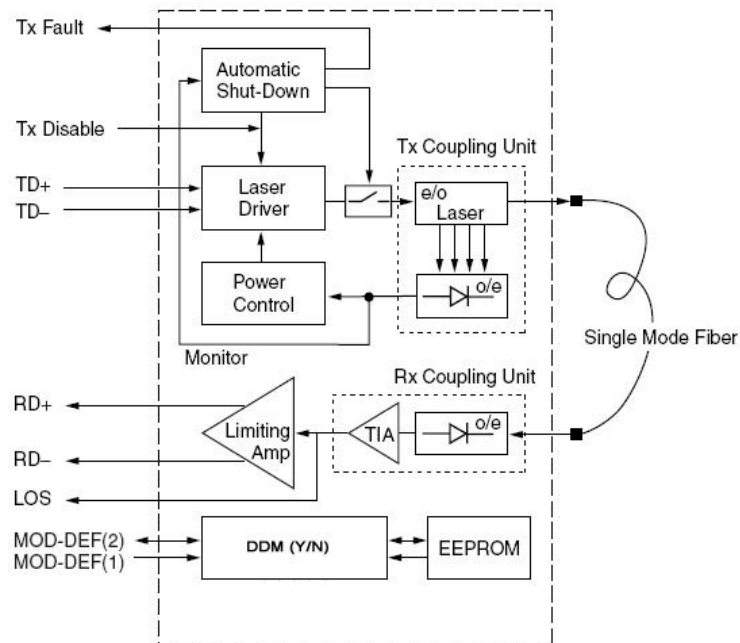 Tx Fault
Automatic
Shut-Down
Tx Disable
Tx Coupling Unit
TD+
TD–
Laser
Driver
e/o
Laser
Power
Control
o/e
Monitor
Single Mode Fiber
Rx Coupling Unit
RD+
RD–
Limiting
Amp
TIA
o/e
LOS
MOD-DEF(2)
MOD-DEF(1)
DDM (Y/N)
EEPROM